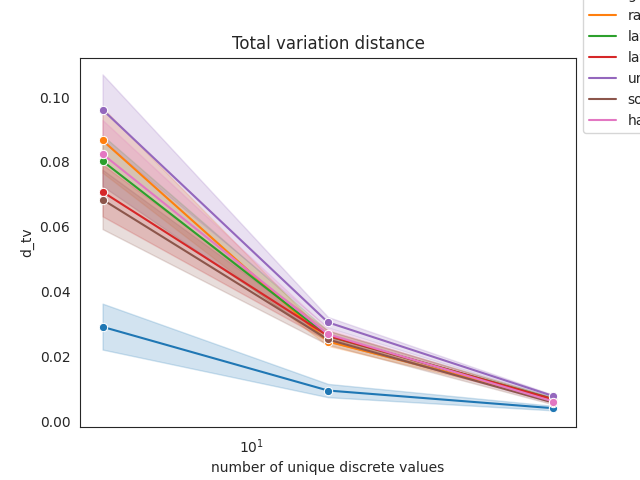 Total variation distance
ra
la
la
ur
so
ha
0.10
0.08
0.06
0.04
0.02
0.00
d_tv
10¹
number of unique discrete values